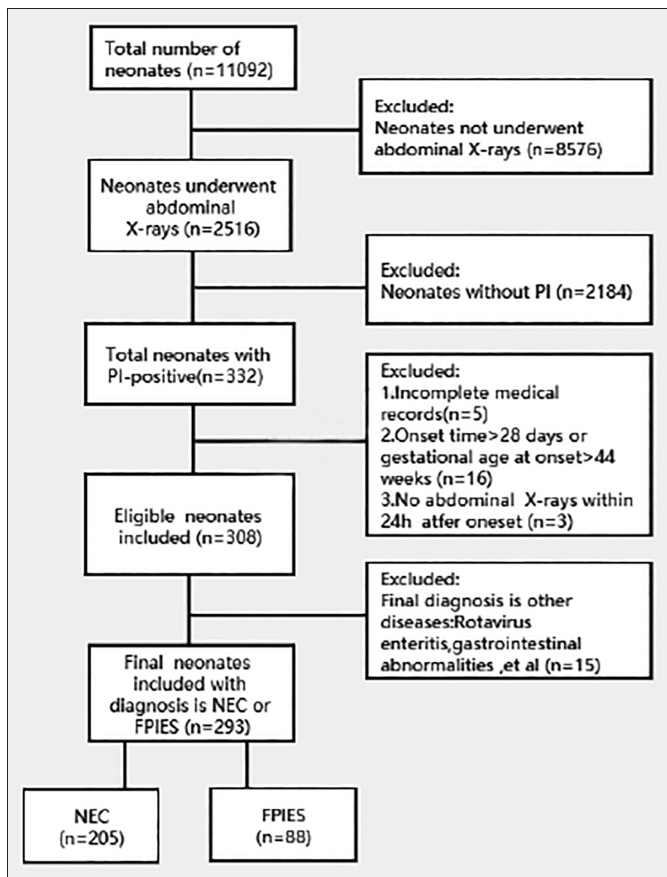 Total number of
neonates (n=11092)
Excluded:
Neonates not underwent
abdominal X-rays (n=8576)
Neonates underwent
abdominal
X-rays (n=2516)
Excluded:
Neonates without PI (n=2184)
Total neonates with
PI-positive(n=332)
Excluded:
1.Incomplete medical
records(n=5)
2.Onset time>28 days or
gestational age at onset>44
weeks (n=16)
3.No abdominal X-rays within
24h atfer oneset (n=3)
Eligible neonates
included (n=308)
Excluded:
Final diagnosis is other
diseases:Rotavirus
enteritis,gastrointestinal
abnormalities ,et al (n=15)
Final neonates
included with
diagnosis is NEC or
FPIES (n=293)
NEC
(n=205)
FPIES
(n=88)